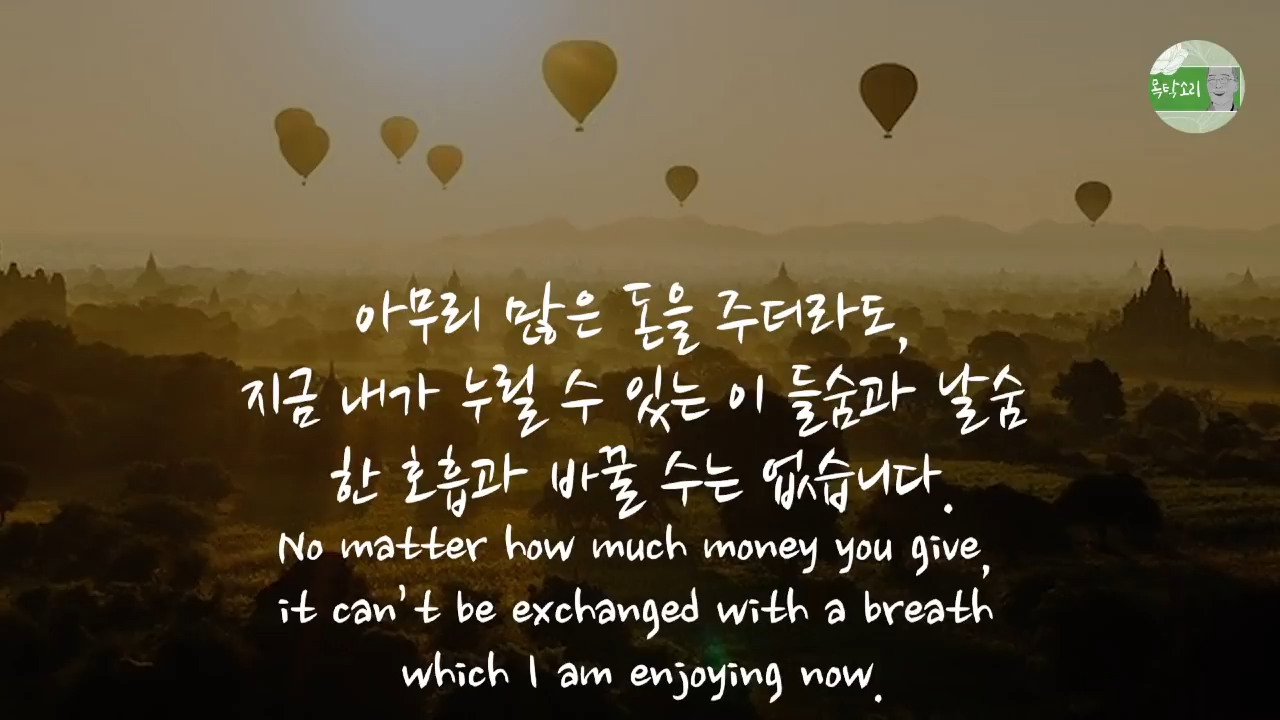 목탁소리
아무리 많은 돈을 주더라도,
지금 내가 누릴 수 있는 이 들숨과 날숨
한 호흡과 바꿀 수는 없습니다.
No matter how much money you give,
it can't be exchanged with a breath
which I am enjoying now.